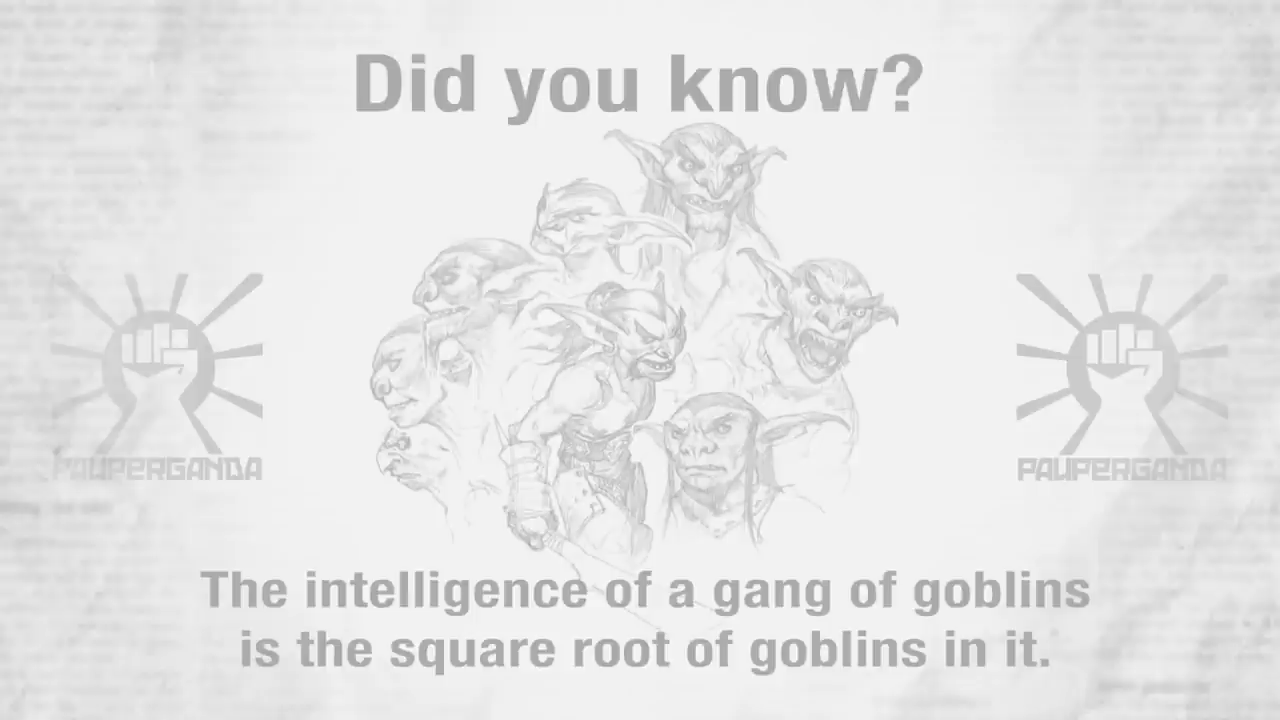 Did you know?
PAUPERGANDA
PAUPERGANDA
The intelligence of a gang of goblins
is the square root of goblins in it.